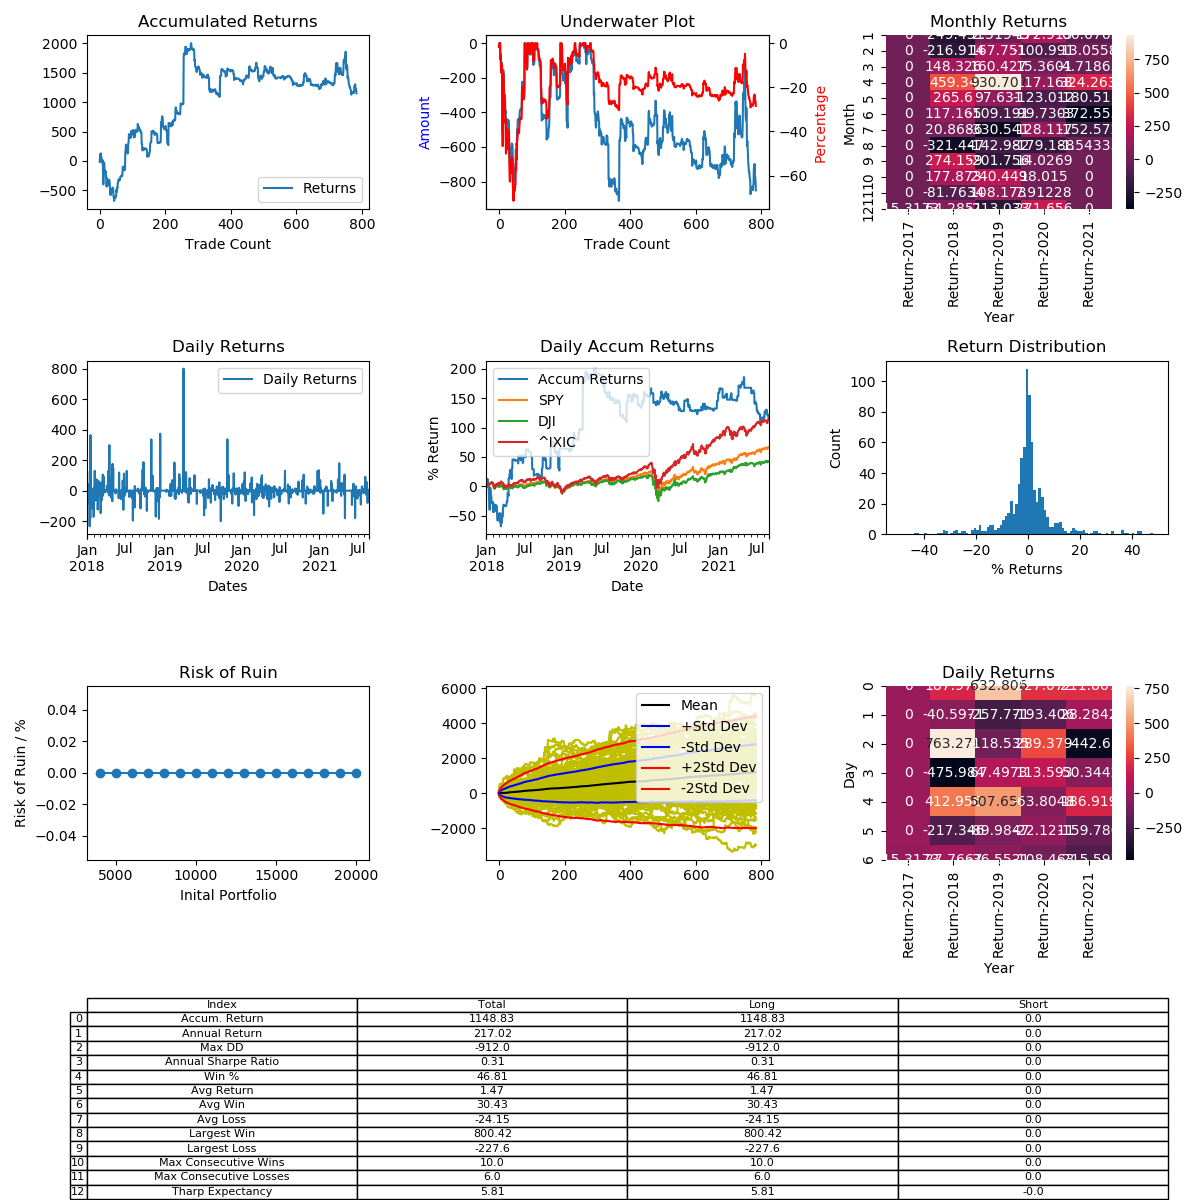 Accumulated Returns
2000
1500
1000
500
0
−500
Returns
0 200 400 600 800
Trade Count
Underwater Plot
0
−200
−400
−600
−800
Amount
0
−20
−40
−60
Percentage
0 200 400 600 800
Trade Count
Monthly Returns
Month
1
2
3
4
5
6
7
8
9
10
11
12
750
500
250
0
−250
Return-2017
Return-2018
Return-2019
Return-2020
Return-2021
Year
Daily Returns
800
600
400
200
0
−200
Daily Returns
Jan Jul Jan Jul Jan Jul Jan Jul
2018 2019 2020 2021
Dates
Daily Accum Returns
% Return
200
150
100
50
0
−50
Accum Returns
SPY
DJI
^IXIC
Jan Jul Jan Jul Jan Jul Jan Jul
2018 2019 2020 2021
Date
Return Distribution
Count
100
80
60
40
20
0
−40 −20 0 20 40
% Returns
Risk of Ruin
Risk of Ruin / %
0.04
0.02
0.00
−0.02
−0.04
5000 10000 15000 20000
Inital Portfolio
6000
4000
2000
0
−2000
Mean
+Std Dev
-Std Dev
+2Std Dev
-2Std Dev
0 200 400 600 800
Daily Returns
Day
0
1
2
3
4
5
6
750
500
250
0
−250
Return-2017
Return-2018
Return-2019
Return-2020
Return-2021
Year
Index Total Long Short
0 Accum. Return 1148.83 1148.83 0.0
1 Annual Return 217.02 217.02 0.0
2 Max DD -912.0 -912.0 0.0
3 Annual Sharpe Ratio 0.31 0.31 0.0
4 Win % 46.81 46.81 0.0
5 Avg Return 1.47 1.47 0.0
6 Avg Win 30.43 30.43 0.0
7 Avg Loss -24.15 -24.15 0.0
8 Largest Win 800.42 800.42 0.0
9 Largest Loss -227.6 -227.6 0.0
10 Max Consecutive Wins 10.0 10.0 0.0
11 Max Consecutive Losses 6.0 6.0 0.0
12 Tharp Expectancy 5.81 5.81 -0.0